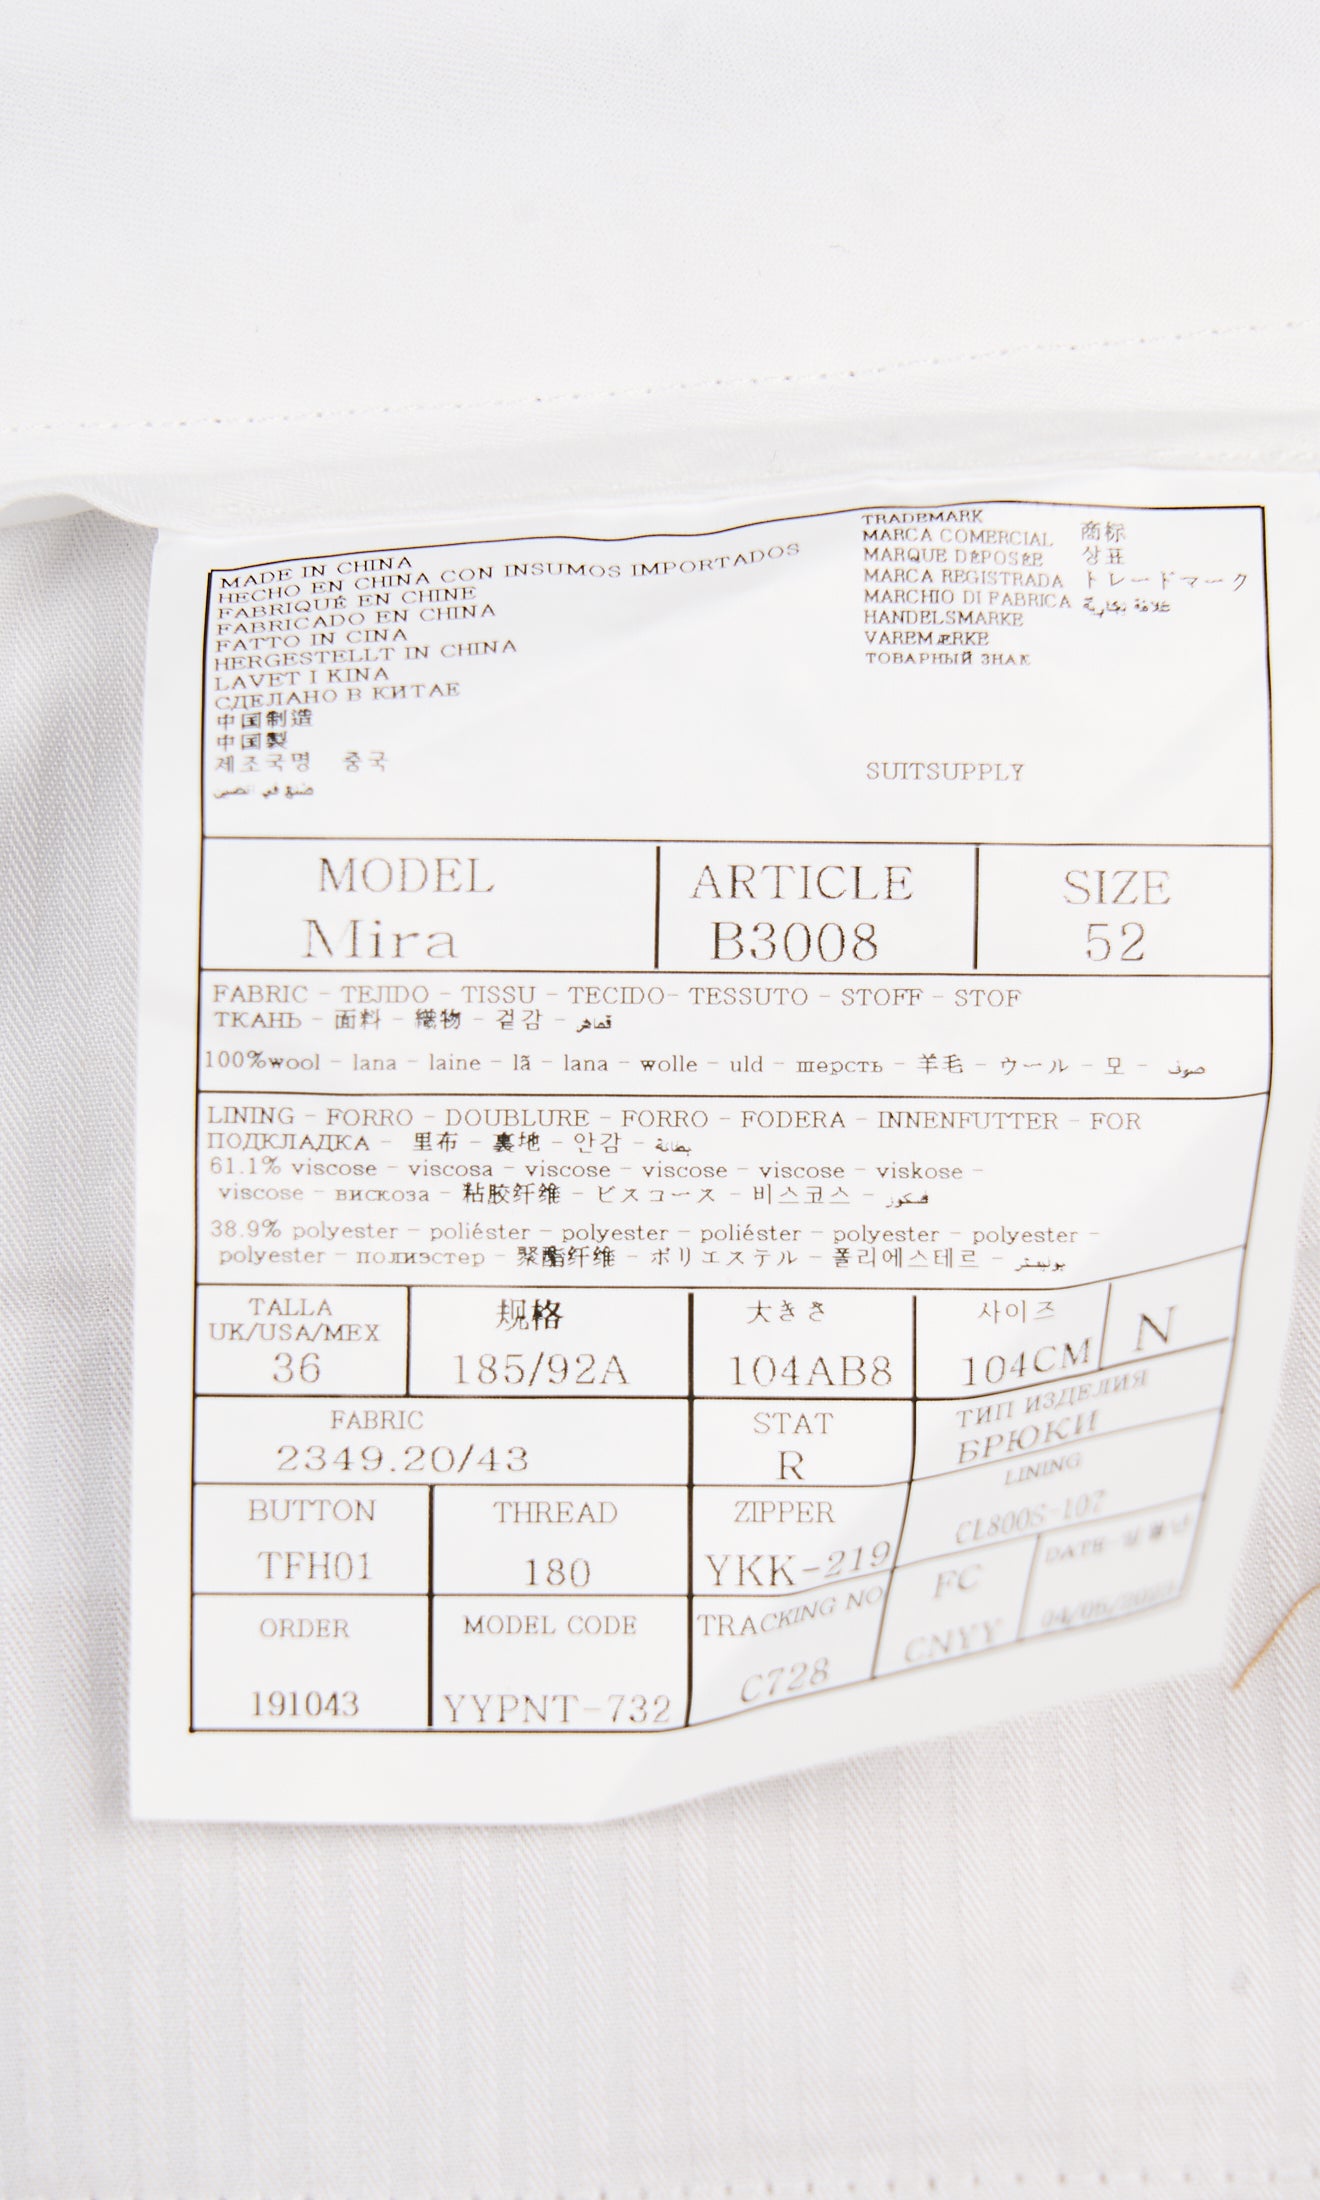 MADE IN CHINA
HECHO EN CHINA CON INSUMOS IMPORTADOS
FABRIQUÉ EN CHINE
FABRICADO EN CHINA
FATTO IN CINA
HERGESTELLT IN CHINA
LAVET I KINA
СДЕЛАНО В КИТАЕ
中国制造
中国製
제조국명 중국
صنع في الصين
TRADEMARK
MARCA COMERCIAL 商标
MARQUE DÉPOSÉE 상표
MARCA REGISTRADA トレードマーク
MARCHIO DI FABRICA علامة تجارية
HANDELSMARKE
VAREMÆRKE
ТОВАРНЫЙ ЗНАК
SUITSUPPLY
MODEL
Mira
ARTICLE
B3008
SIZE
52
FABRIC - TEJIDO - TISSU - TECIDO- TESSUTO - STOFF - STOF
ТКАНЬ - 面料 - 織物 - 겉감 -
100%wool - lana - laine - lã - lana - wolle - uld - шерсть - 羊毛 - ウール - 모 - صوف
LINING - FORRO - DOUBLURE - FORRO - FODERA - INNENFUTTER - FOR
ПОДКЛАДКА - 里布 - 裏地 - 안감 - بطانة
61.1% viscose - viscosa - viscose - viscose - viscose - viskose -
viscose - вискоза - 粘胶纤维 - ビスコース - 비스코스 - فسكوز
38.9% polyester - poliéster - polyester - poliéster - polyester - polyester -
polyester - полиэстер - 聚酯纤维 - ポリエステル - 폴리에스테르 - بوليستر
TALLA
UK/USA/MEX
36
规格
185/92A
大きさ
104AB8
사이즈
104CM
N
FABRIC
2349.20/43
STAT
R
ТИП ИЗДЕЛИЯ
БРЮКИ
BUTTON
TFH01
THREAD
180
ZIPPER
YKK-219
LINING
CL800S-107
ORDER
191043
MODEL CODE
YYPNT-732
TRACKING NO
C728
FC
CNYY
DATE